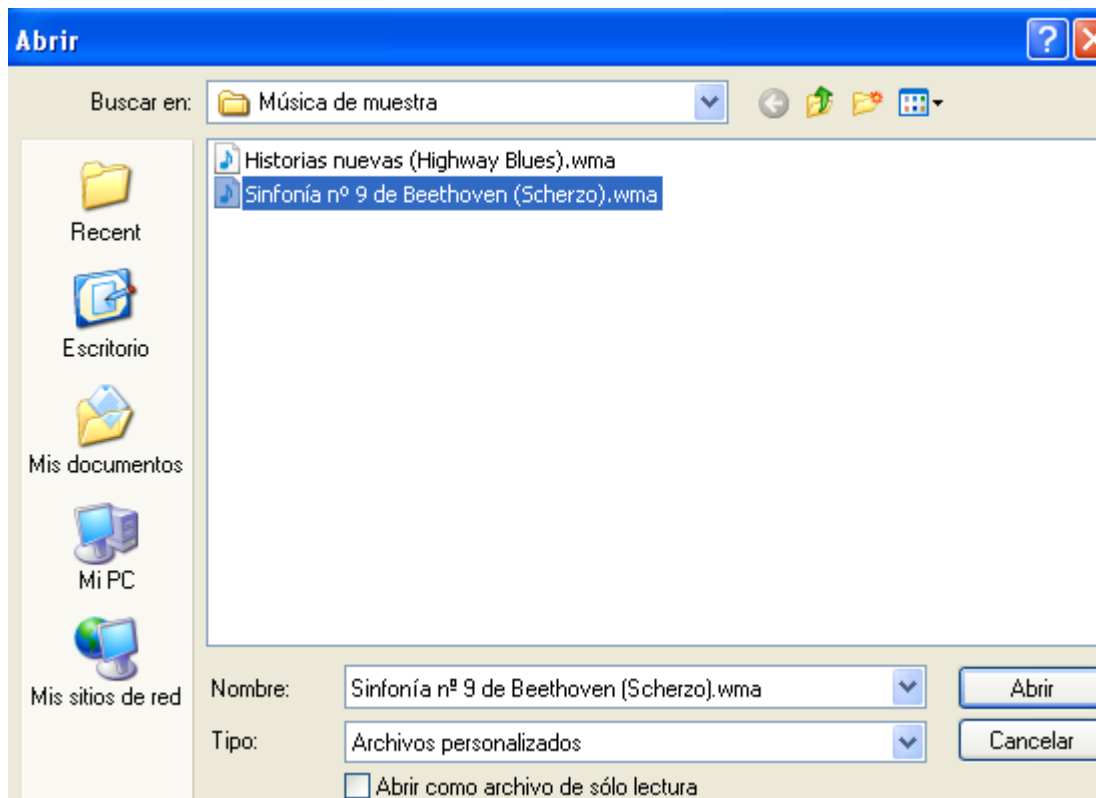 Abrir
Buscar en:
Música de muestra
Historias nuevas (Highway Blues).wma
Sinfonía nº 9 de Beethoven (Scherzo).wma
Recent
Escritorio
Mis documentos
Mi PC
Mis sitios de red
Nombre:
Sinfonía nº 9 de Beethoven (Scherzo).wma
Abrir
Tipo:
Archivos personalizados
Cancelar
Abrir como archivo de sólo lectura